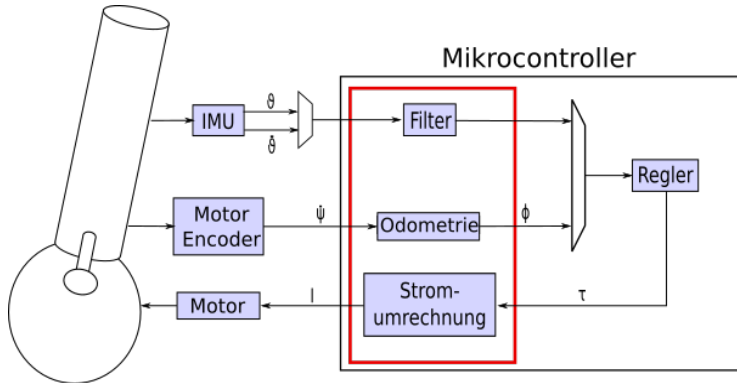 Mikrocontroller
ϑ
IMU
ϑ̇
Filter
Regler
Motor
Encoder
ψ̇
Odometrie
ϕ
Motor
I
Strom-
umrechnung
τ